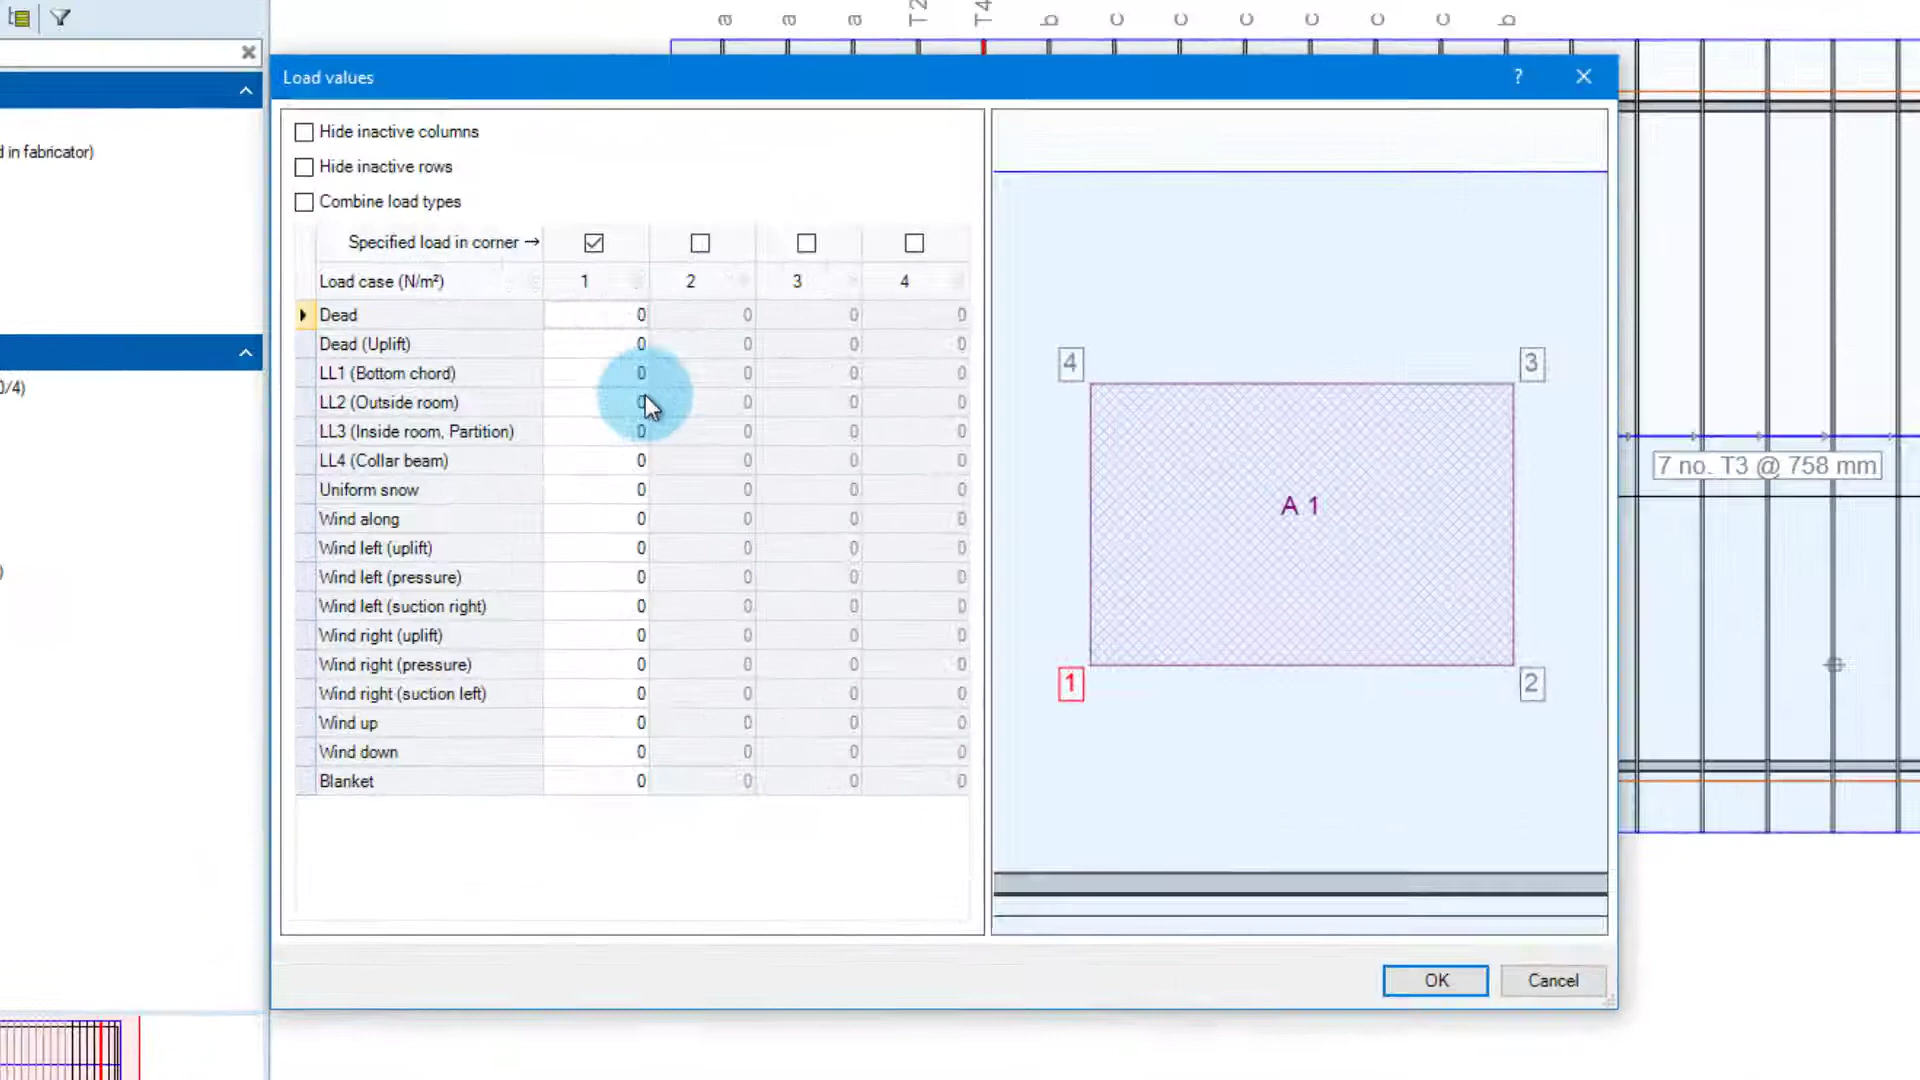 a a a T2 T4 b c c c c c c b
Load values ?
Hide inactive columns
d in fabricator)
Hide inactive rows
Combine load types
Specified load in corner →
Load case (N/m²) 1 2 3 4
Dead 0 0 0 0
Dead (Uplift) 0 0 0 0
LL1 (Bottom chord) 0 0 0 0
0/4)
LL2 (Outside room) 0 0 0 0
LL3 (Inside room, Partition) 0 0 0 0
LL4 (Collar beam) 0 0 0 0
Uniform snow 0 0 0 0
Wind along 0 0 0 0
Wind left (uplift) 0 0 0 0
)
Wind left (pressure) 0 0 0 0
Wind left (suction right) 0 0 0 0
Wind right (uplift) 0 0 0 0
Wind right (pressure) 0 0 0 0
Wind right (suction left) 0 0 0 0
Wind up 0 0 0 0
Wind down 0 0 0 0
Blanket 0 0 0 0
4 3
A 1
1 2
7 no. T3 @ 758 mm
OK Cancel